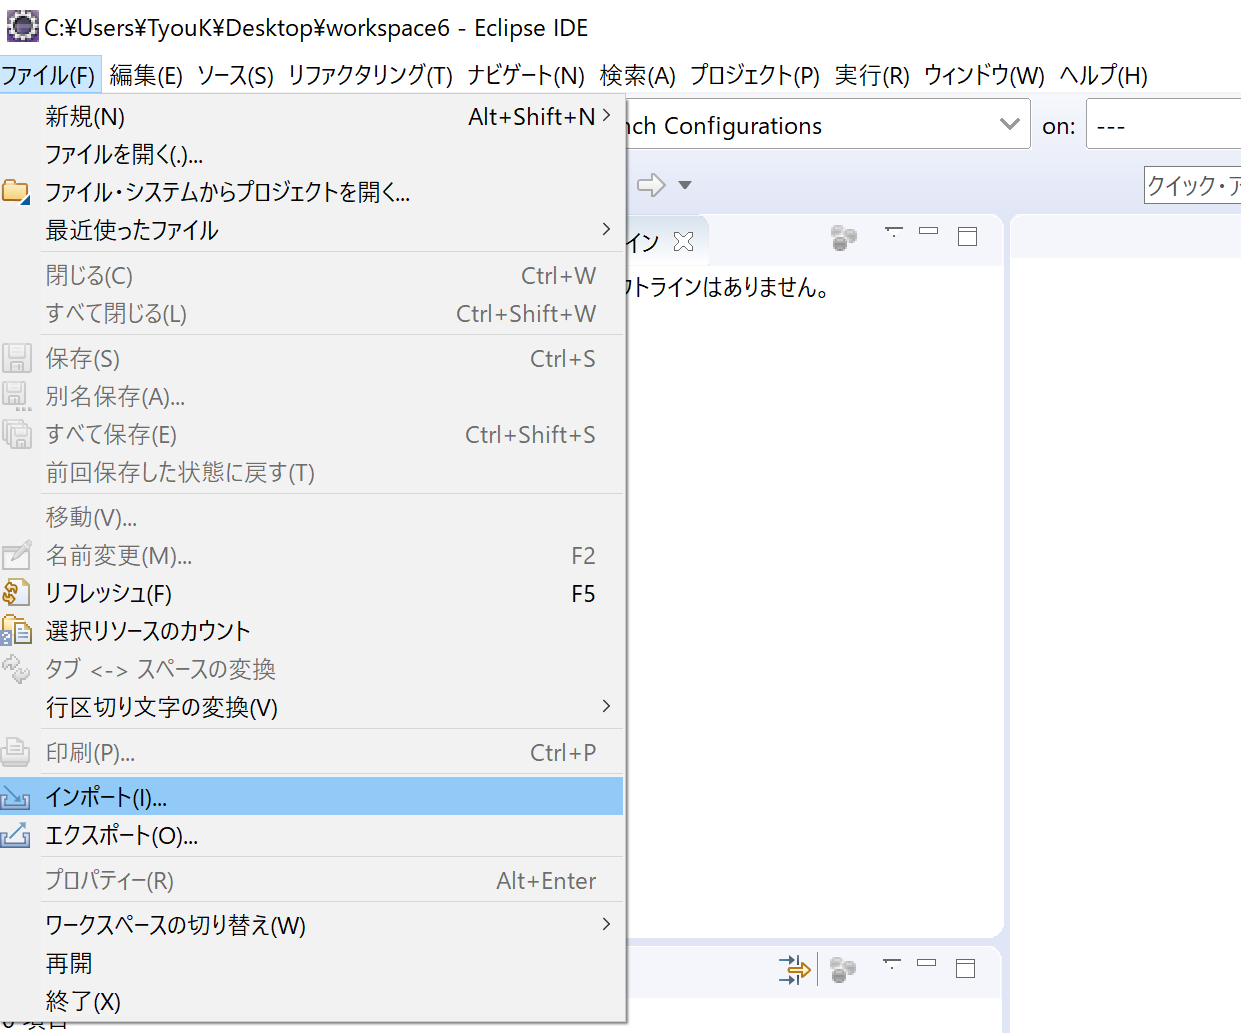 C:¥Users¥TyouK¥Desktop¥workspace6 - Eclipse IDE
ファイル(F) 編集(E) ソース(S) リファクタリング(T) ナビゲート(N) 検索(A) プロジェクト(P) 実行(R) ウィンドウ(W) ヘルプ(H)
新規(N) Alt+Shift+N
ファイルを開く(.)...
ファイル・システムからプロジェクトを開く...
最近使ったファイル
閉じる(C) Ctrl+W
すべて閉じる(L) Ctrl+Shift+W
保存(S) Ctrl+S
別名保存(A)...
すべて保存(E) Ctrl+Shift+S
前回保存した状態に戻す(T)
移動(V)...
名前変更(M)... F2
リフレッシュ(F) F5
選択リソースのカウント
タブ <-> スペースの変換
行区切り文字の変換(V)
印刷(P)... Ctrl+P
インポート(I)...
エクスポート(O)...
プロパティー(R) Alt+Enter
ワークスペースの切り替え(W)
再開
終了(X)
nch Configurations on: ---
クイック・ア
イン
ウトラインはありません。